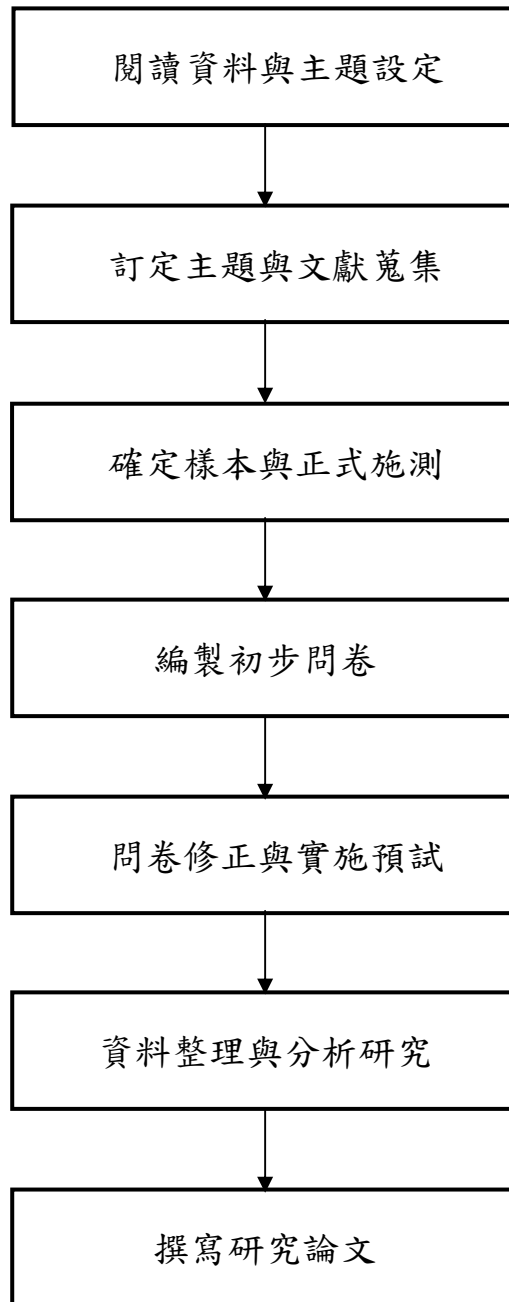 閱讀資料與主題設定
訂定主題與文獻蒐集
確定樣本與正式施測
編製初步問卷
問卷修正與實施預試
資料整理與分析研究
撰寫研究論文